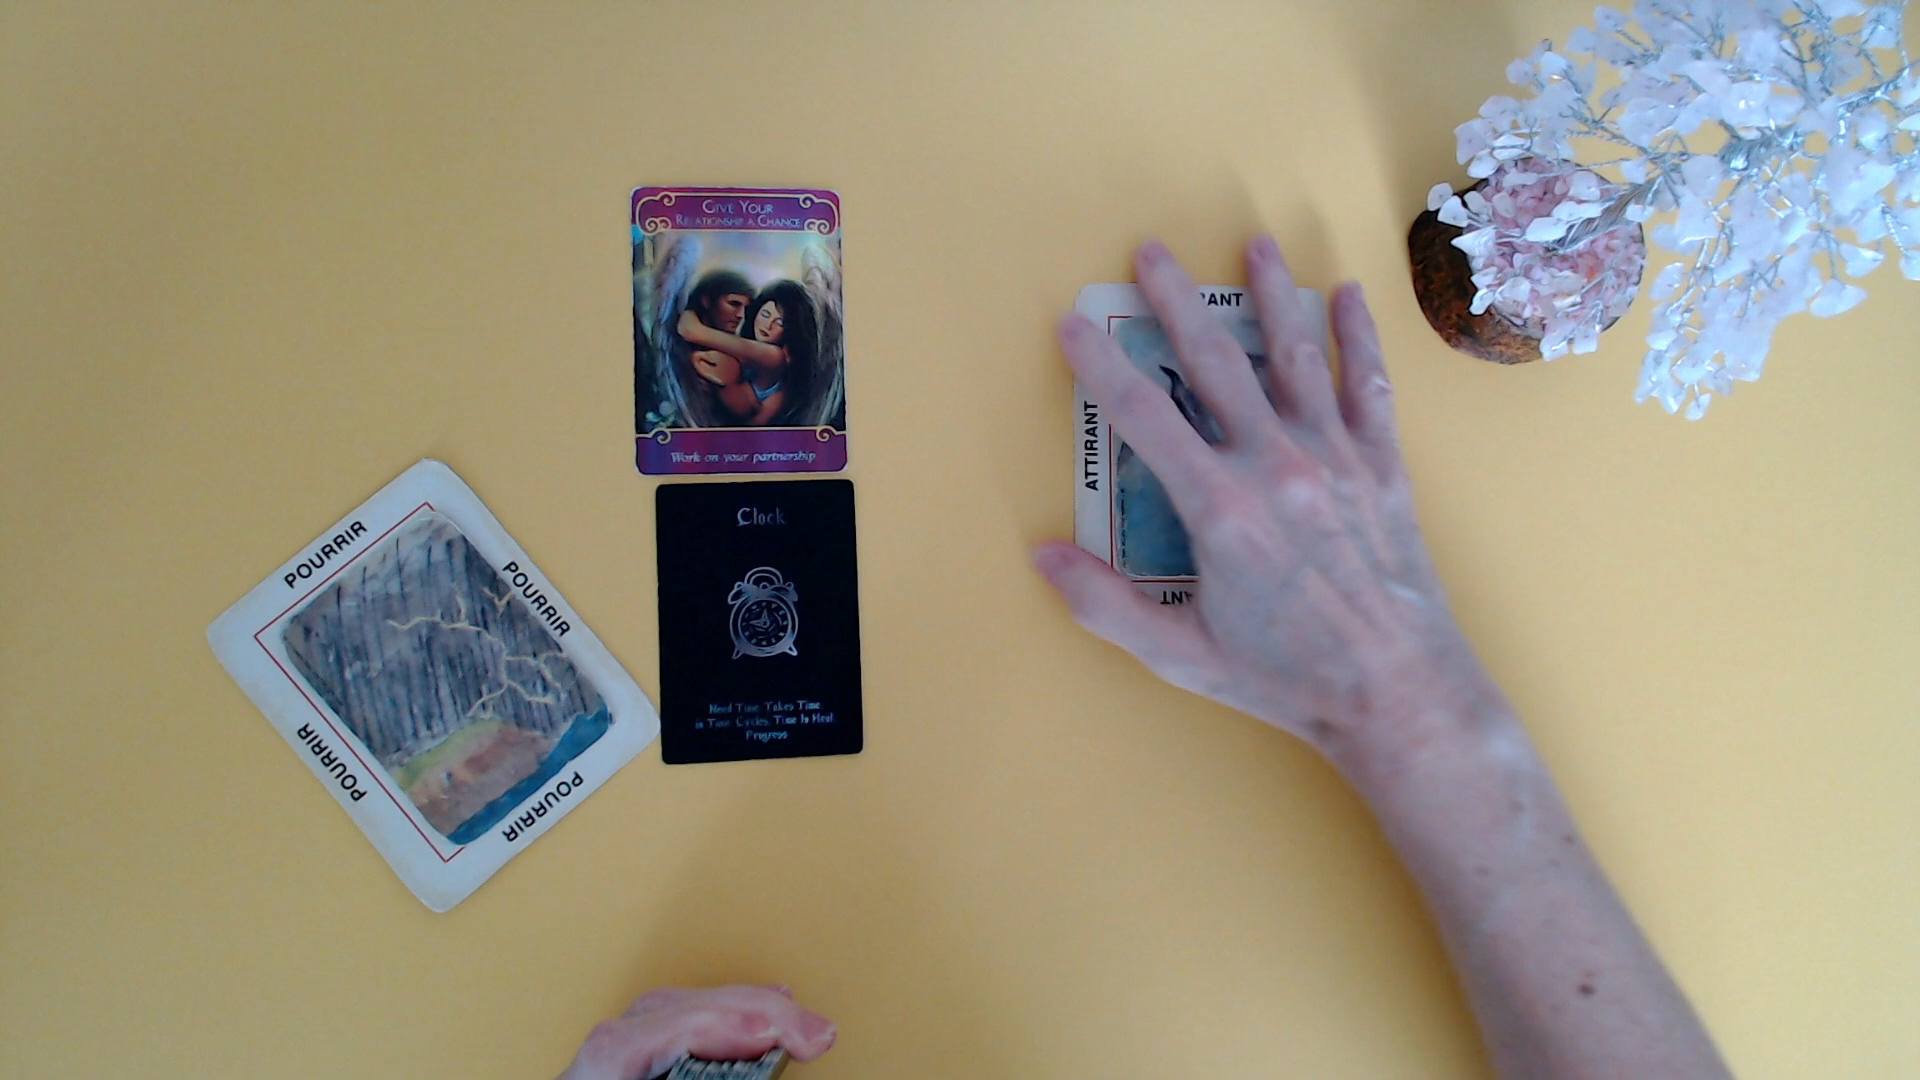 GIVE YOUR
RELATIONSHIP A CHANCE
Work on your partnership
Clock
Need Time. Takes Time
in Time. Cycles. Time to Heal.
Progress
POURRIR
POURRIR
POURRIR
POURRIR
RANT
ATTIRANT
ANT